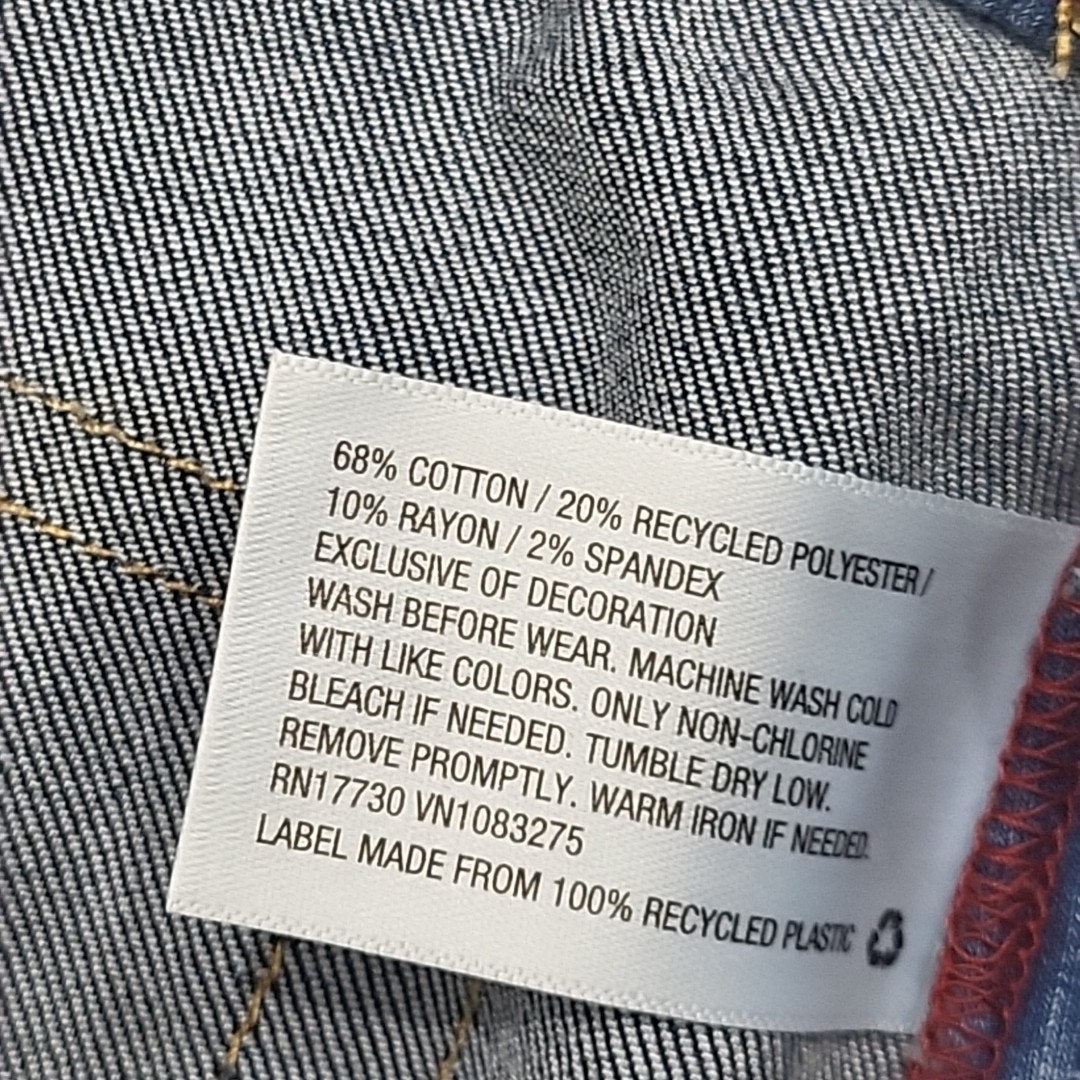 68% COTTON / 20% RECYCLED POLYESTER /
10% RAYON / 2% SPANDEX
EXCLUSIVE OF DECORATION
WASH BEFORE WEAR. MACHINE WASH COLD
WITH LIKE COLORS. ONLY NON-CHLORINE
BLEACH IF NEEDED. TUMBLE DRY LOW.
REMOVE PROMPTLY. WARM IRON IF NEEDED.
RN17730 VN1083275
LABEL MADE FROM 100% RECYCLED PLASTIC